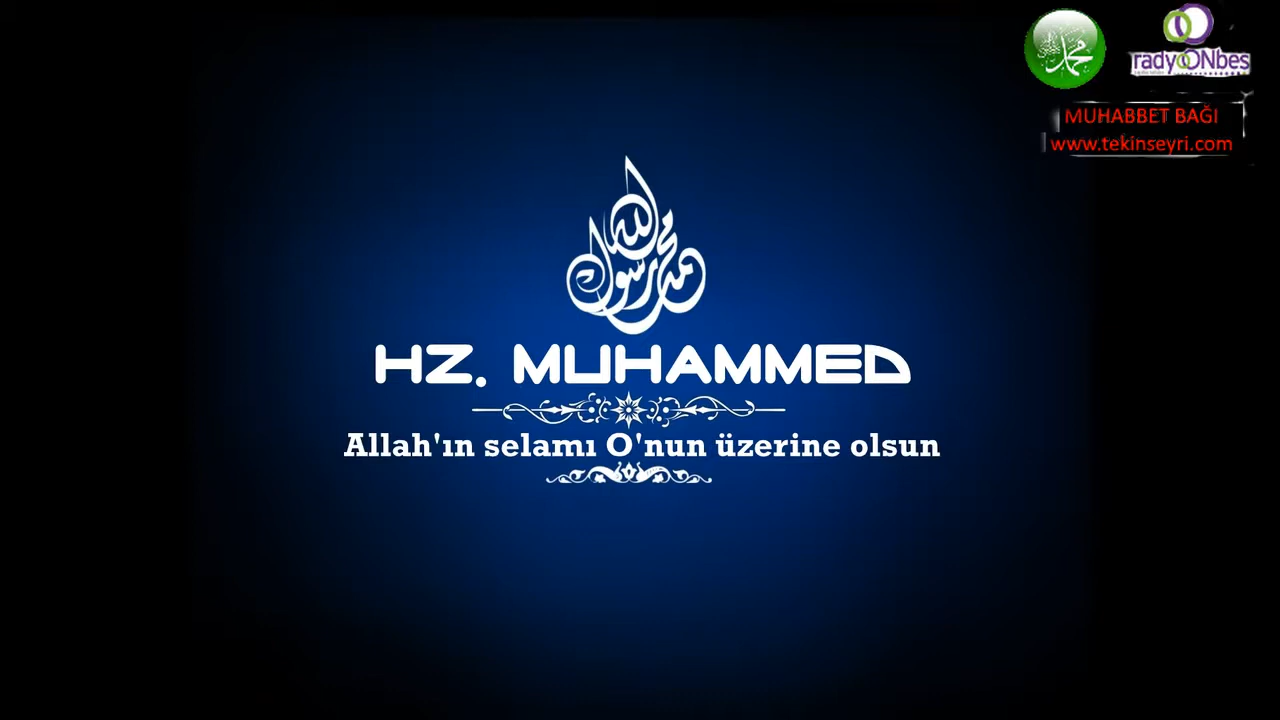 محمد
radyoONbes
MUHABBET BAĞI
www.tekinseyri.com
محمد رسول الله
HZ. MUHAMMED
Allah'ın selamı O'nun üzerine olsun